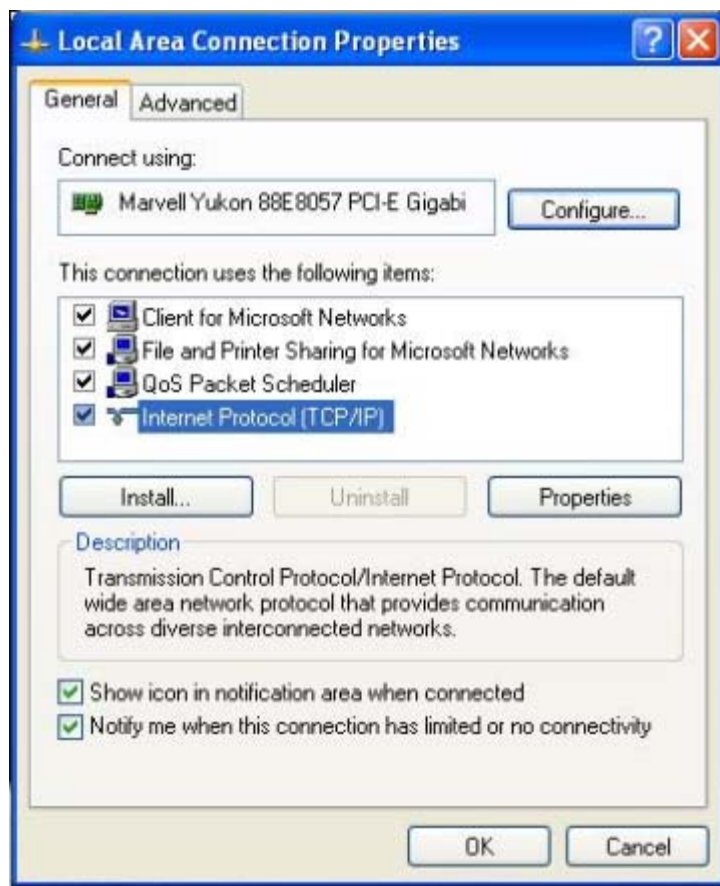 Local Area Connection Properties
?
General
Advanced
Connect using:
Marvell Yukon 88E8057 PCI-E Gigabi
Configure...
This connection uses the following items:
Client for Microsoft Networks
File and Printer Sharing for Microsoft Networks
QoS Packet Scheduler
Internet Protocol (TCP/IP)
Install...
Uninstall
Properties
Description
Transmission Control Protocol/Internet Protocol. The default
wide area network protocol that provides communication
across diverse interconnected networks.
Show icon in notification area when connected
Notify me when this connection has limited or no connectivity
OK
Cancel